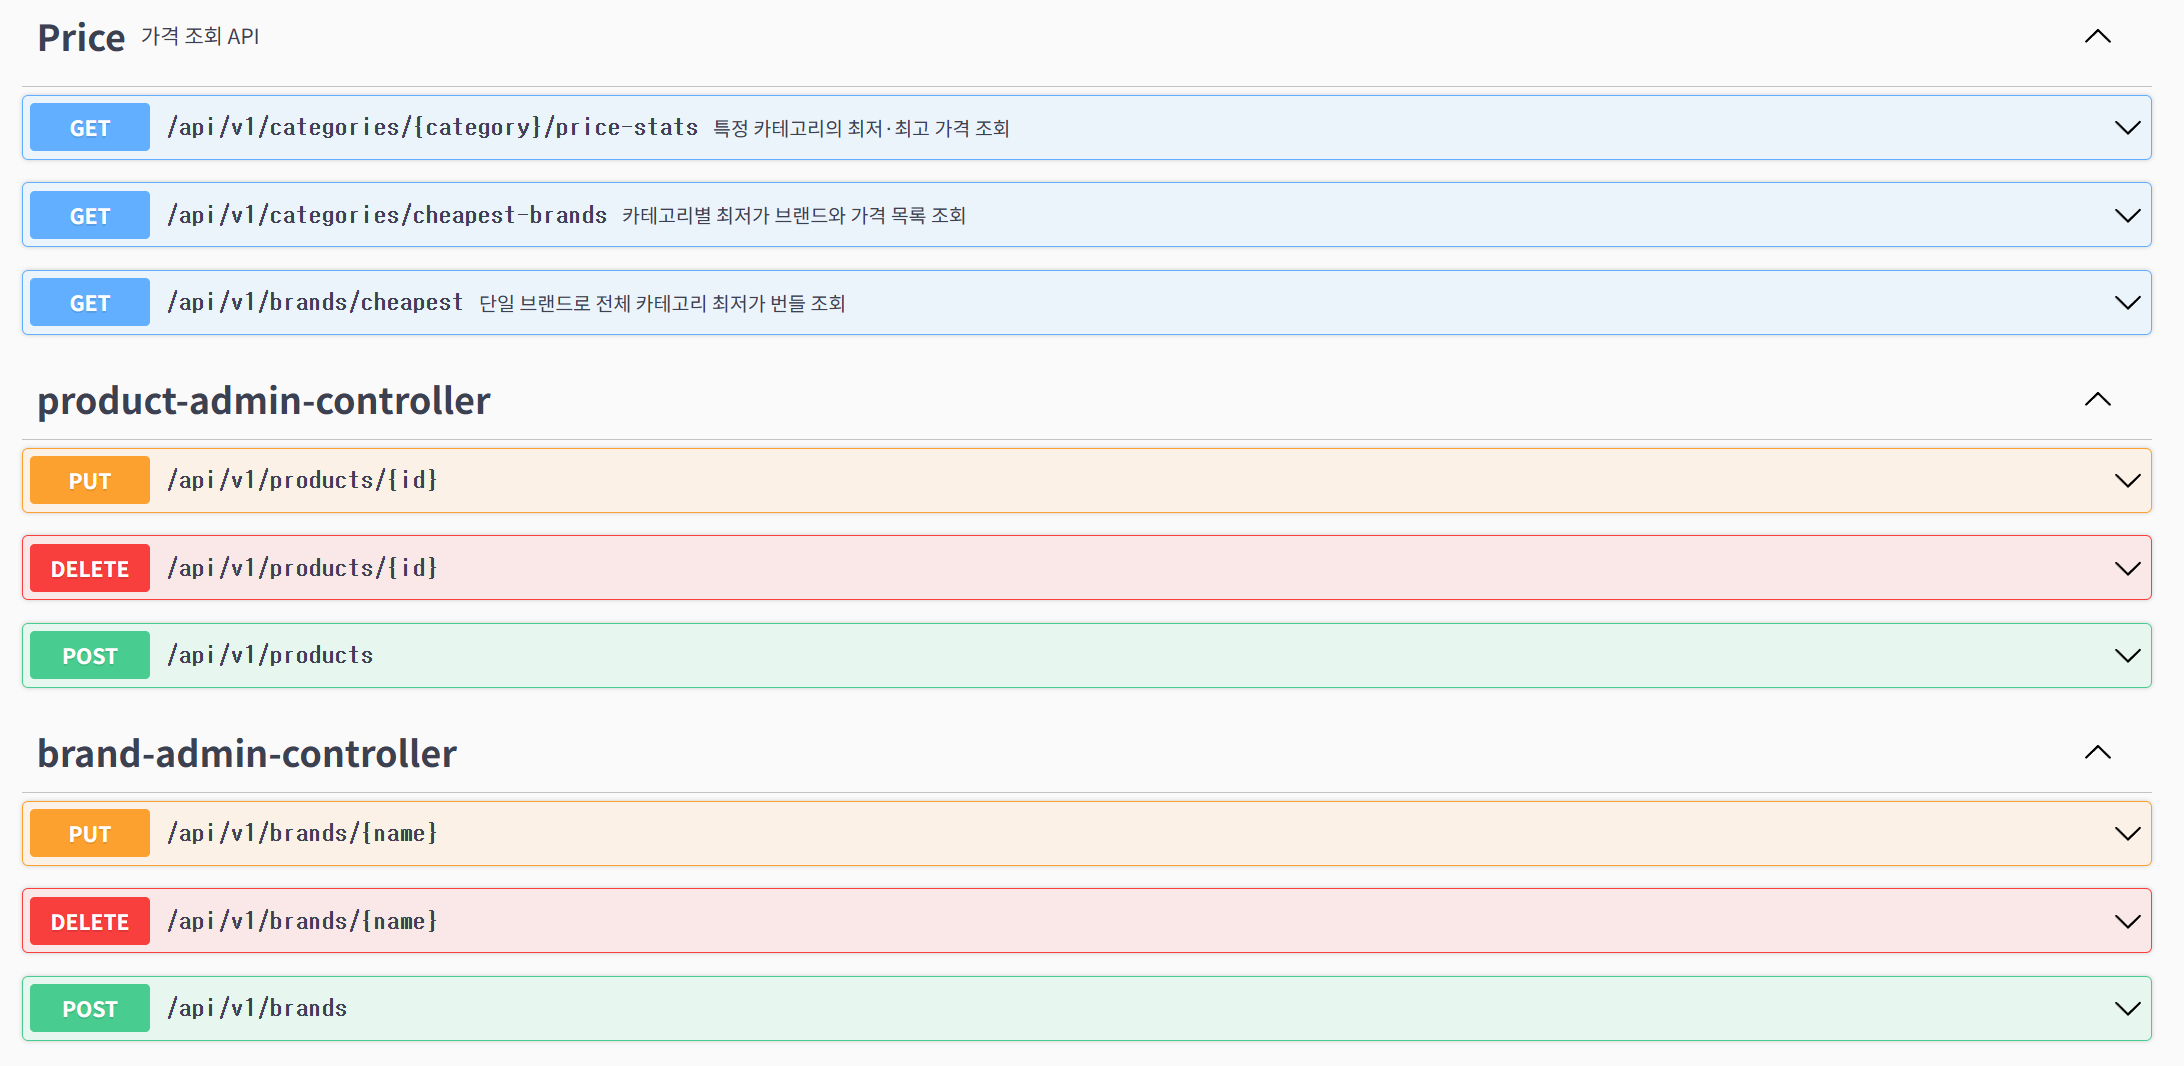 Price 가격 조회 API
GET /api/v1/categories/{category}/price-stats 특정 카테고리의 최저·최고 가격 조회
GET /api/v1/categories/cheapest-brands 카테고리별 최저가 브랜드와 가격 목록 조회
GET /api/v1/brands/cheapest 단일 브랜드로 전체 카테고리 최저가 번들 조회
product-admin-controller
PUT /api/v1/products/{id}
DELETE /api/v1/products/{id}
POST /api/v1/products
brand-admin-controller
PUT /api/v1/brands/{name}
DELETE /api/v1/brands/{name}
POST /api/v1/brands